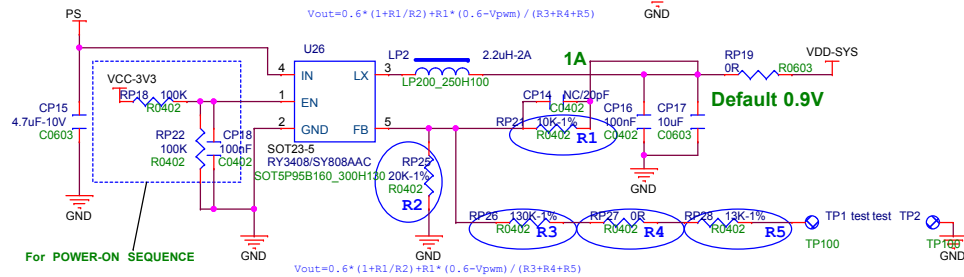 Vout=0.6*(1+R1/R2)+R1*(0.6-Vpwm)/(R3+R4+R5)
GND
PS
U26
LP2
2.2uH-2A
1A
RP19
0R
R0603
VDD-SYS
4
IN
LX
3
LP200_250H100
VCC-3V3
RP18
100K
R0402
1
EN
CP14
NC/20pF
C0402
Default 0.9V
CP15
4.7uF-10V
C0603
2
GND
FB
5
RP21
10K-1%
R0402
R1
CP16
100nF
C0402
CP17
10uF
C0603
RP22
100K
R0402
CP18
100nF
C0402
SOT23-5
RY3408/SY808AAC
SOT5P95B160_300H130
RP25
20K-1%
R0402
R2
GND
GND
GND
GND
GND
RP26
130K-1%
R0402
R3
RP27
0R
R0402
R4
RP28
13K-1%
R0402
R5
TP1
test
test
TP2
TP100
TP100
GND
For POWER-ON SEQUENCE
Vout=0.6*(1+R1/R2)+R1*(0.6-Vpwm)/(R3+R4+R5)